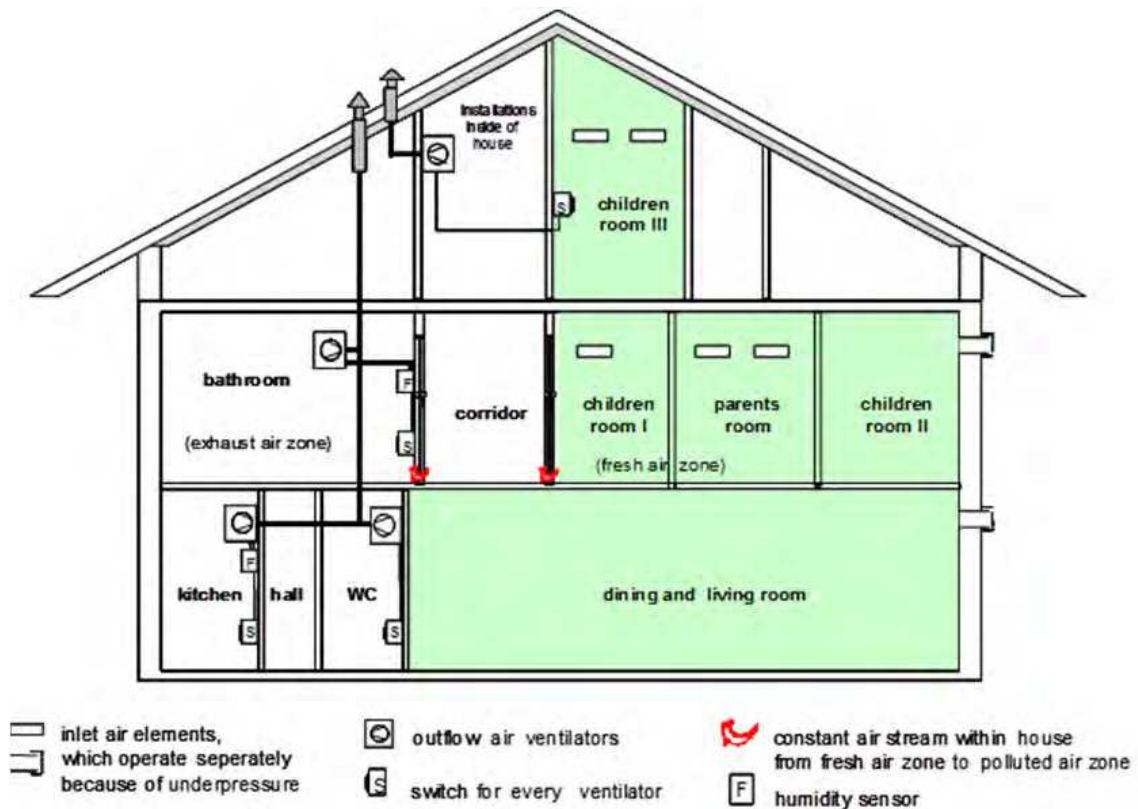 Installations
inside of
house
S
children
room III
bathroom
F
corridor
children
room I
parents
room
children
room II
(exhaust air zone)
S
(fresh air zone)
F
kitchen
hall
WC
dining and living room
S
S
inlet air elements,
which operate seperately
because of underpressure
outflow air ventilators
S
switch for every ventilator
constant air stream within house
from fresh air zone to polluted air zone
F
humidity sensor